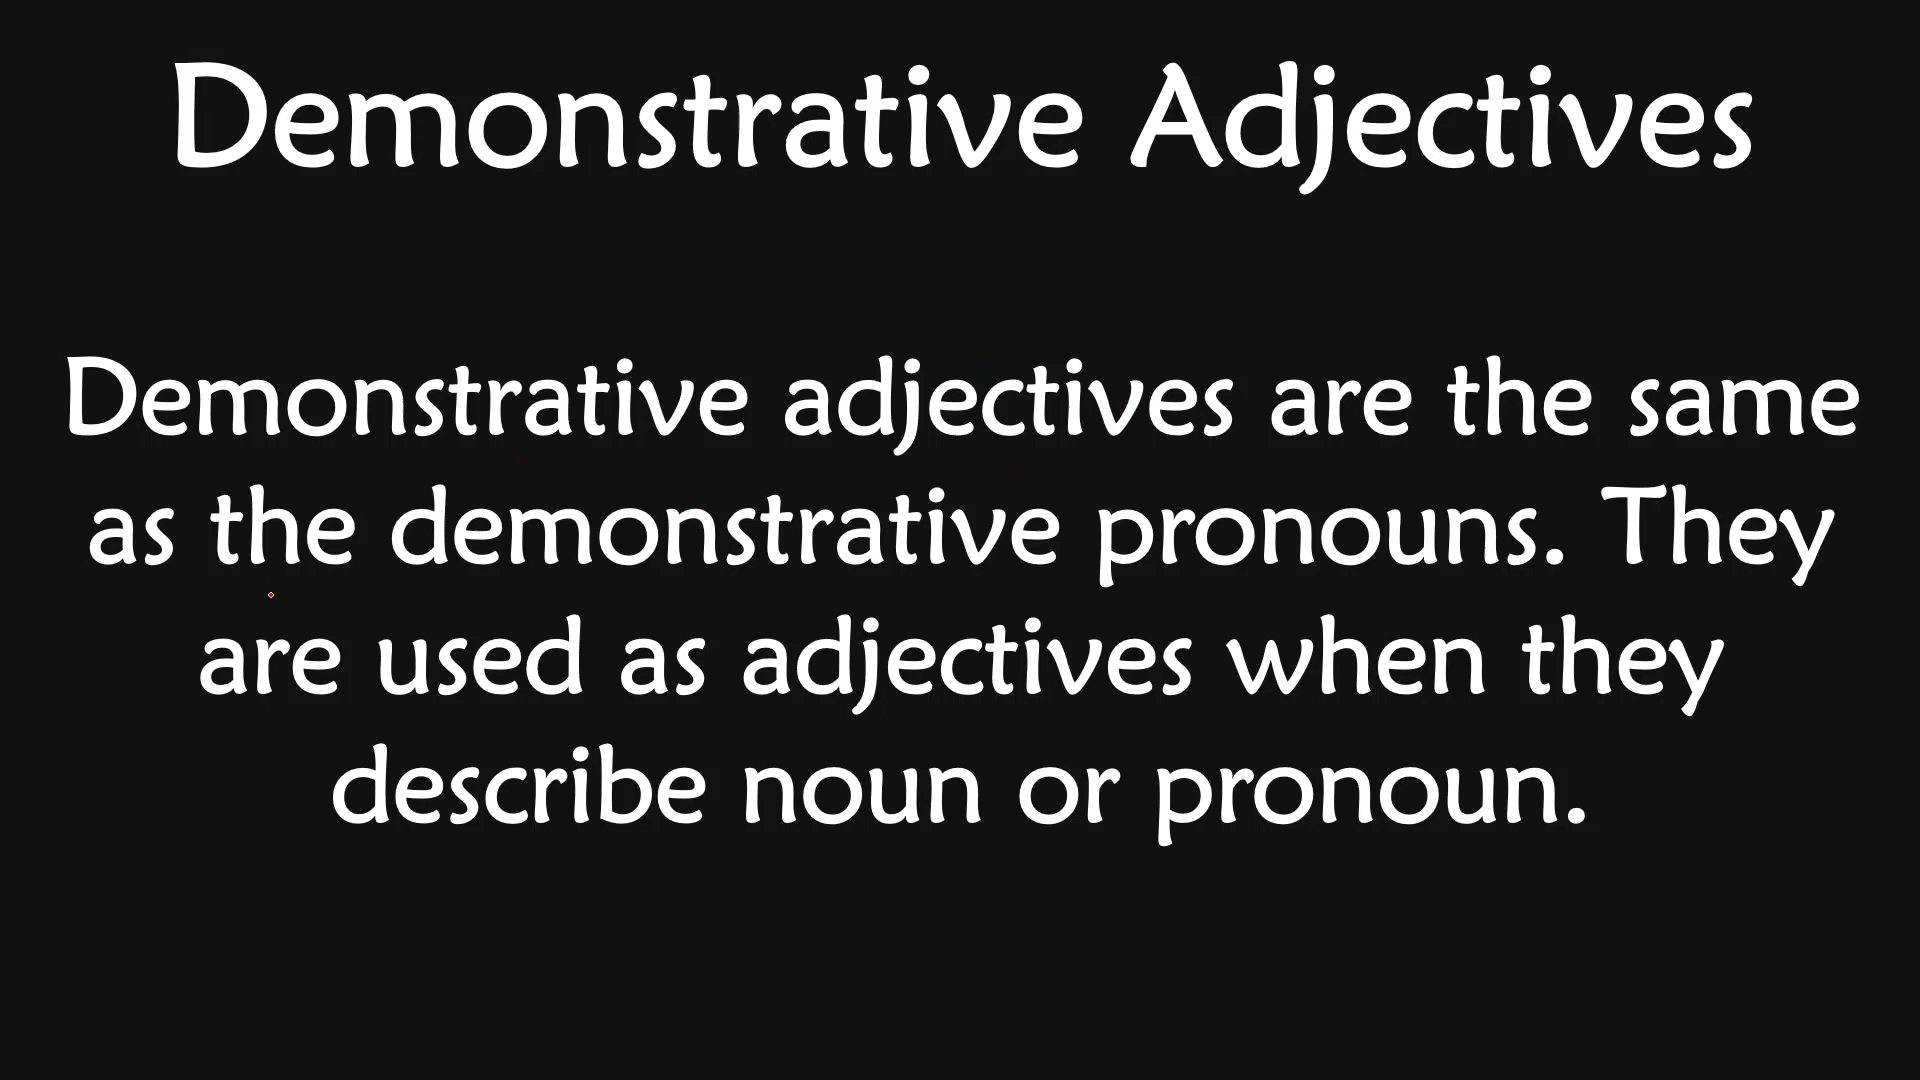 Demonstrative Adjectives
Demonstrative adjectives are the same
as the demonstrative pronouns. They
are used as adjectives when they
describe noun or pronoun.